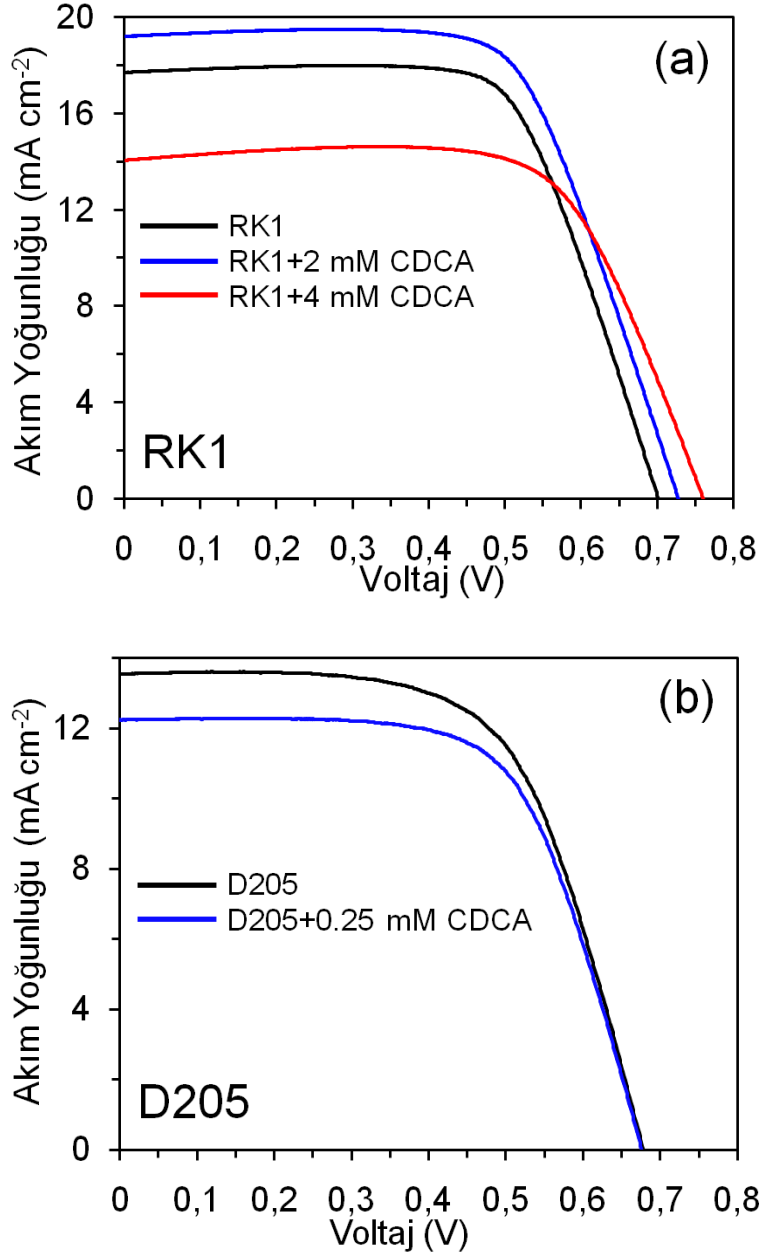 20
16
12
8
4
0
Akım Yoğunluğu (mA cm-2)
(a)
RK1
RK1+2 mM CDCA
RK1+4 mM CDCA
RK1
0 0,1 0,2 0,3 0,4 0,5 0,6 0,7 0,8
Voltaj (V)
12
8
4
0
Akım Yoğunluğu (mA cm-2)
(b)
D205
D205+0.25 mM CDCA
D205
0 0,1 0,2 0,3 0,4 0,5 0,6 0,7 0,8
Voltaj (V)